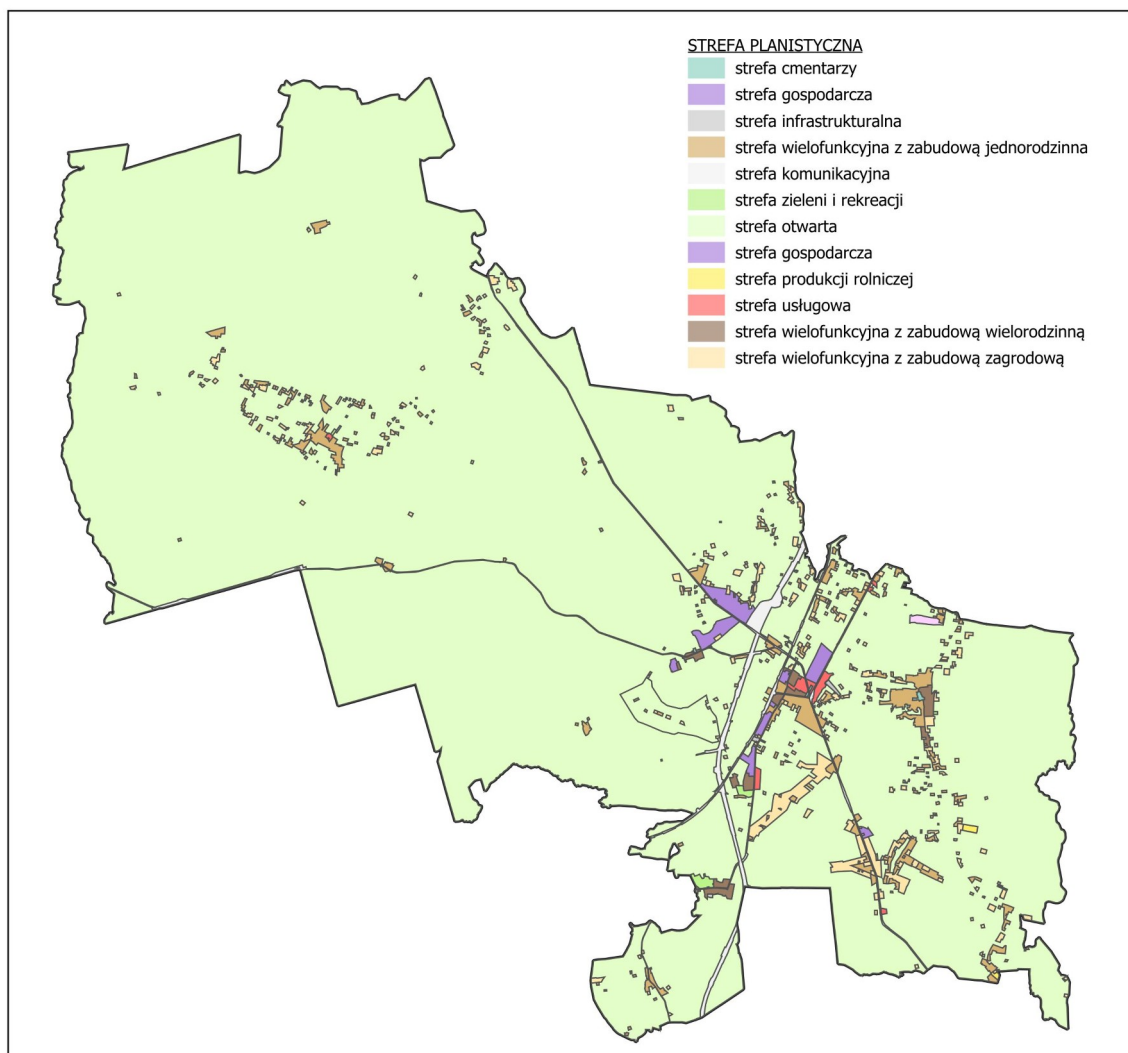 STREFA PLANISTYCZNA
strefa cmentarzy
strefa gospodarcza
strefa infrastrukturalna
strefa wielofunkcyjna z zabudową jednorodzinna
strefa komunikacyjna
strefa zieleni i rekreacji
strefa otwarta
strefa gospodarcza
strefa produkcji rolniczej
strefa usługowa
strefa wielofunkcyjna z zabudową wielorodzinną
strefa wielofunkcyjna z zabudową zagrodową